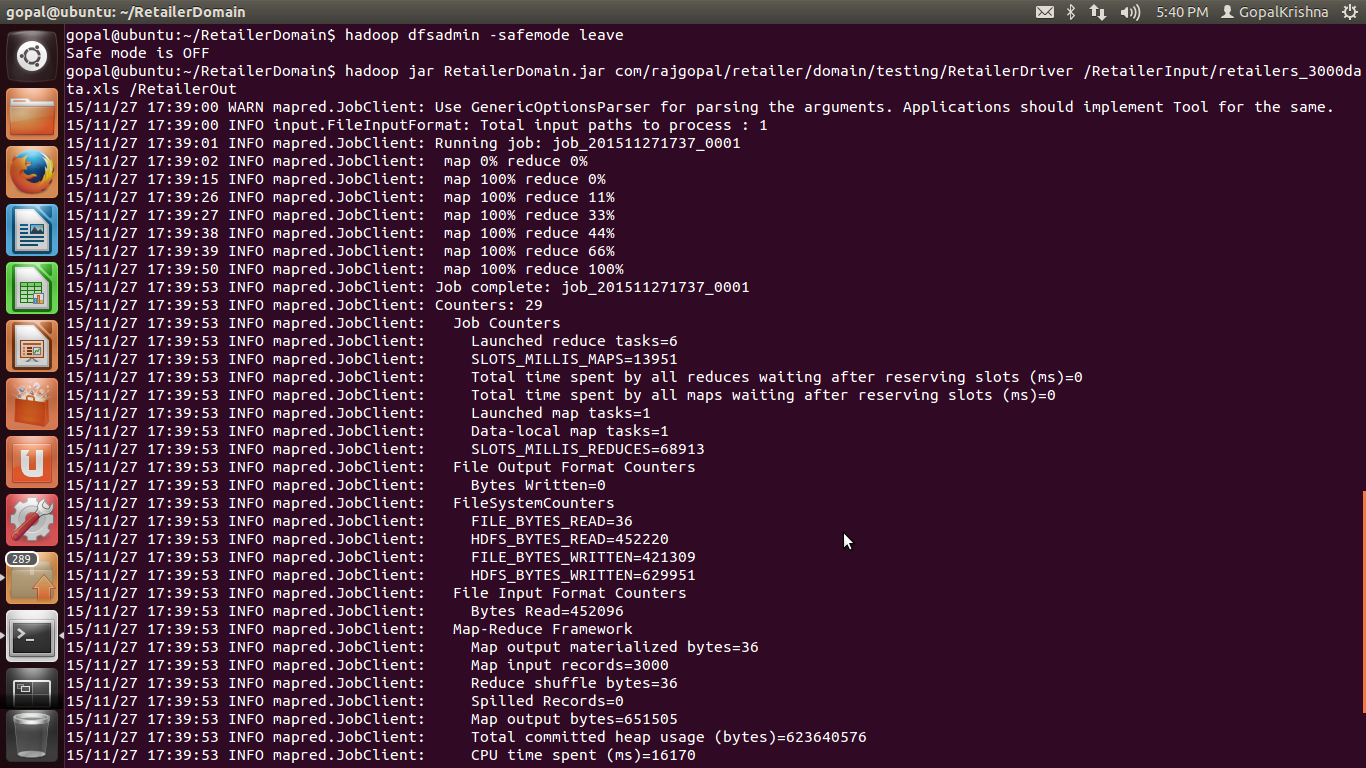 gopal@ubuntu: ~/RetailerDomain
5:40 PM
GopalKrishna
gopal@ubuntu:~/RetailerDomain$ hadoop dfsadmin -safemode leave
Safe mode is OFF
gopal@ubuntu:~/RetailerDomain$ hadoop jar RetailerDomain.jar com/rajgopal/retailer/domain/testing/RetailerDriver /RetailerInput/retailers_3000da
ta.xls /RetailerOut
15/11/27 17:39:00 WARN mapred.JobClient: Use GenericOptionsParser for parsing the arguments. Applications should implement Tool for the same.
15/11/27 17:39:00 INFO input.FileInputFormat: Total input paths to process : 1
15/11/27 17:39:01 INFO mapred.JobClient: Running job: job_201511271737_0001
15/11/27 17:39:02 INFO mapred.JobClient:  map 0% reduce 0%
15/11/27 17:39:15 INFO mapred.JobClient:  map 100% reduce 0%
15/11/27 17:39:26 INFO mapred.JobClient:  map 100% reduce 11%
15/11/27 17:39:27 INFO mapred.JobClient:  map 100% reduce 33%
15/11/27 17:39:38 INFO mapred.JobClient:  map 100% reduce 44%
15/11/27 17:39:39 INFO mapred.JobClient:  map 100% reduce 66%
15/11/27 17:39:50 INFO mapred.JobClient:  map 100% reduce 100%
15/11/27 17:39:53 INFO mapred.JobClient: Job complete: job_201511271737_0001
15/11/27 17:39:53 INFO mapred.JobClient: Counters: 29
15/11/27 17:39:53 INFO mapred.JobClient:   Job Counters
15/11/27 17:39:53 INFO mapred.JobClient:     Launched reduce tasks=6
15/11/27 17:39:53 INFO mapred.JobClient:     SLOTS_MILLIS_MAPS=13951
15/11/27 17:39:53 INFO mapred.JobClient:     Total time spent by all reduces waiting after reserving slots (ms)=0
15/11/27 17:39:53 INFO mapred.JobClient:     Total time spent by all maps waiting after reserving slots (ms)=0
15/11/27 17:39:53 INFO mapred.JobClient:     Launched map tasks=1
15/11/27 17:39:53 INFO mapred.JobClient:     Data-local map tasks=1
15/11/27 17:39:53 INFO mapred.JobClient:     SLOTS_MILLIS_REDUCES=68913
15/11/27 17:39:53 INFO mapred.JobClient:   File Output Format Counters
15/11/27 17:39:53 INFO mapred.JobClient:     Bytes Written=0
15/11/27 17:39:53 INFO mapred.JobClient:   FileSystemCounters
15/11/27 17:39:53 INFO mapred.JobClient:     FILE_BYTES_READ=36
15/11/27 17:39:53 INFO mapred.JobClient:     HDFS_BYTES_READ=452220
15/11/27 17:39:53 INFO mapred.JobClient:     FILE_BYTES_WRITTEN=421309
15/11/27 17:39:53 INFO mapred.JobClient:     HDFS_BYTES_WRITTEN=629951
15/11/27 17:39:53 INFO mapred.JobClient:   File Input Format Counters
15/11/27 17:39:53 INFO mapred.JobClient:     Bytes Read=452096
15/11/27 17:39:53 INFO mapred.JobClient:   Map-Reduce Framework
15/11/27 17:39:53 INFO mapred.JobClient:     Map output materialized bytes=36
15/11/27 17:39:53 INFO mapred.JobClient:     Map input records=3000
15/11/27 17:39:53 INFO mapred.JobClient:     Reduce shuffle bytes=36
15/11/27 17:39:53 INFO mapred.JobClient:     Spilled Records=0
15/11/27 17:39:53 INFO mapred.JobClient:     Map output bytes=651505
15/11/27 17:39:53 INFO mapred.JobClient:     Total committed heap usage (bytes)=623640576
15/11/27 17:39:53 INFO mapred.JobClient:     CPU time spent (ms)=16170
289